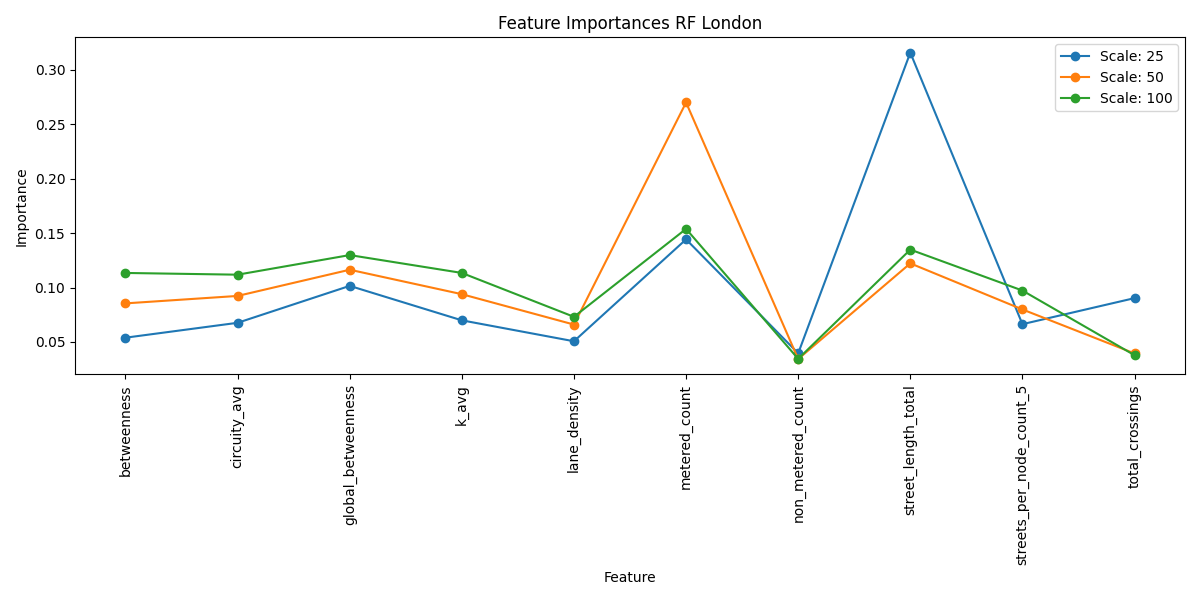 Feature Importances RF London
Importance
0.30
0.25
0.20
0.15
0.10
0.05
Scale: 25
Scale: 50
Scale: 100
betweenness
circuity_avg
global_betweenness
k_avg
lane_density
metered_count
non_metered_count
street_length_total
streets_per_node_count_5
total_crossings
Feature